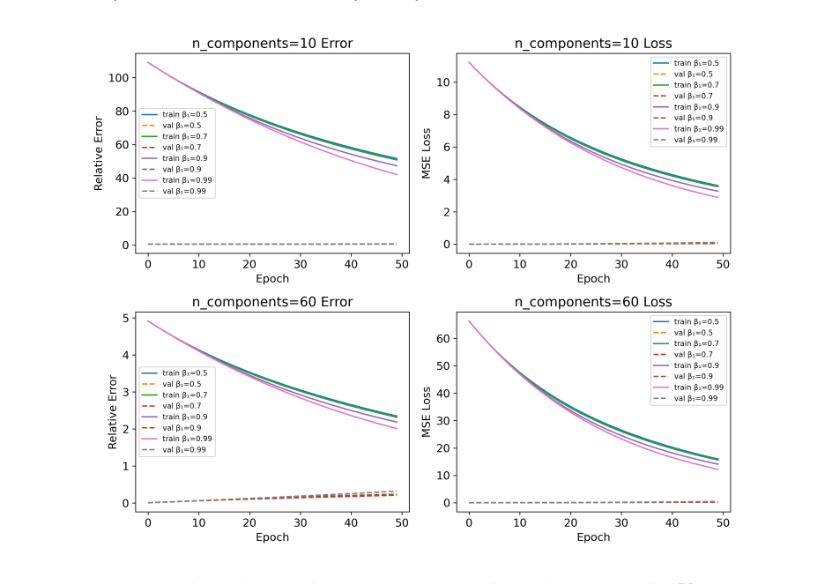 n_components=10 Error
100
80
60
40
20
0
Relative Error
train β₁=0.5
val β₁=0.5
train β₁=0.7
val β₁=0.7
train β₁=0.9
val β₁=0.9
train β₁=0.99
val β₁=0.99
0 10 20 30 40 50
Epoch
n_components=10 Loss
10
8
6
4
2
0
MSE Loss
train β₁=0.5
val β₁=0.5
train β₁=0.7
val β₁=0.7
train β₁=0.9
val β₁=0.9
train β₁=0.99
val β₁=0.99
0 10 20 30 40 50
Epoch
n_components=60 Error
5
4
3
2
1
0
Relative Error
train β₁=0.5
val β₁=0.5
train β₁=0.7
val β₁=0.7
train β₁=0.9
val β₁=0.9
train β₁=0.99
val β₁=0.99
0 10 20 30 40 50
Epoch
n_components=60 Loss
60
50
40
30
20
10
0
MSE Loss
train β₁=0.5
val β₁=0.5
train β₁=0.7
val β₁=0.7
train β₁=0.9
val β₁=0.9
train β₁=0.99
val β₁=0.99
0 10 20 30 40 50
Epoch